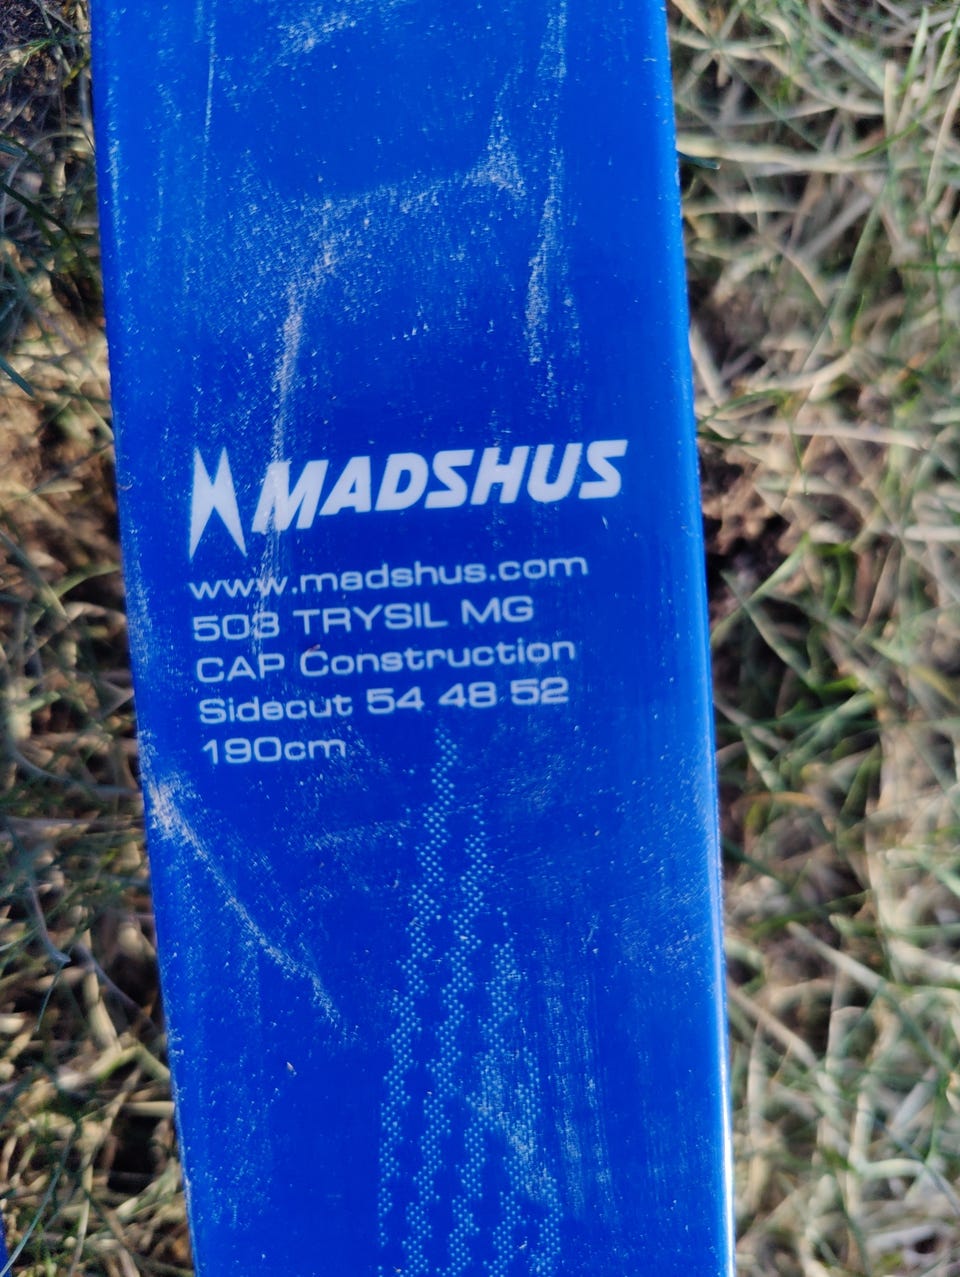 MADSHUS
www.madshus.com
503 TRYSIL MG
CAP Construction
Sidecut 54 48 52
190cm